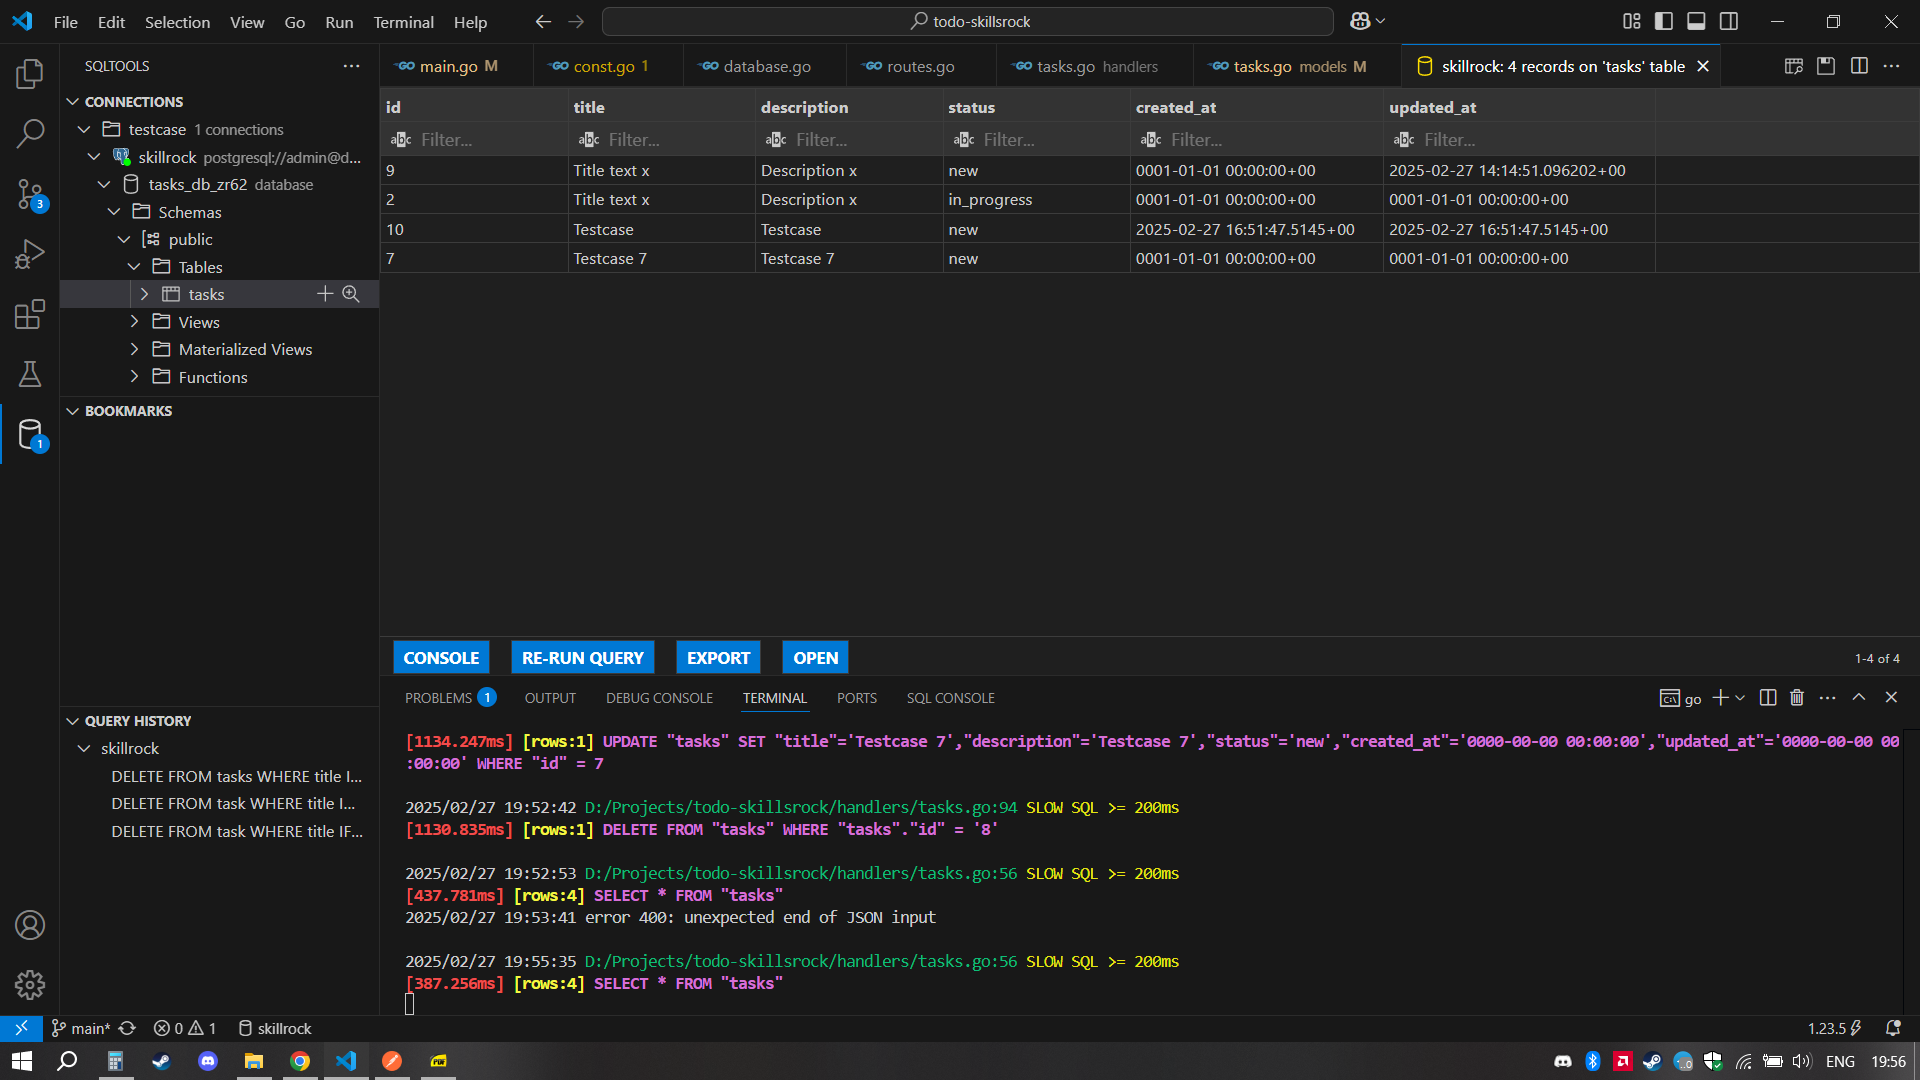 File Edit Selection View Go Run Terminal Help
todo-skillsrock
SQLTOOLS
main.go M
const.go 1
database.go
routes.go
tasks.go handlers
tasks.go models M
skillrock: 4 records on 'tasks' table
CONNECTIONS
testcase 1 connections
skillrock postgresql://admin@d...
tasks_db_zr62 database
Schemas
public
Tables
tasks
Views
Materialized Views
Functions
BOOKMARKS
QUERY HISTORY
skillrock
DELETE FROM tasks WHERE title I...
DELETE FROM task WHERE title I...
DELETE FROM task WHERE title IF...
id title description status created_at updated_at
abc Filter... abc Filter... abc Filter... abc Filter... abc Filter... abc Filter...
9 Title text x Description x new 0001-01-01 00:00:00+00 2025-02-27 14:14:51.096202+00
2 Title text x Description x in_progress 0001-01-01 00:00:00+00 0001-01-01 00:00:00+00
10 Testcase Testcase new 2025-02-27 16:51:47.5145+00 2025-02-27 16:51:47.5145+00
7 Testcase 7 Testcase 7 new 0001-01-01 00:00:00+00 0001-01-01 00:00:00+00
CONSOLE RE-RUN QUERY EXPORT OPEN
1-4 of 4
PROBLEMS 1 OUTPUT DEBUG CONSOLE TERMINAL PORTS SQL CONSOLE
go
[1134.247ms] [rows:1] UPDATE "tasks" SET "title"='Testcase 7',"description"='Testcase 7',"status"='new',"created_at"='0000-00-00 00:00:00',"updated_at"='0000-00-00 00
:00:00' WHERE "id" = 7
2025/02/27 19:52:42 D:/Projects/todo-skillsrock/handlers/tasks.go:94 SLOW SQL >= 200ms
[1130.835ms] [rows:1] DELETE FROM "tasks" WHERE "tasks"."id" = '8'
2025/02/27 19:52:53 D:/Projects/todo-skillsrock/handlers/tasks.go:56 SLOW SQL >= 200ms
[437.781ms] [rows:4] SELECT * FROM "tasks"
2025/02/27 19:53:41 error 400: unexpected end of JSON input
2025/02/27 19:55:35 D:/Projects/todo-skillsrock/handlers/tasks.go:56 SLOW SQL >= 200ms
[387.256ms] [rows:4] SELECT * FROM "tasks"
3
1
main* 0 1 skillrock
1.23.5
PDF
ENG 19:56